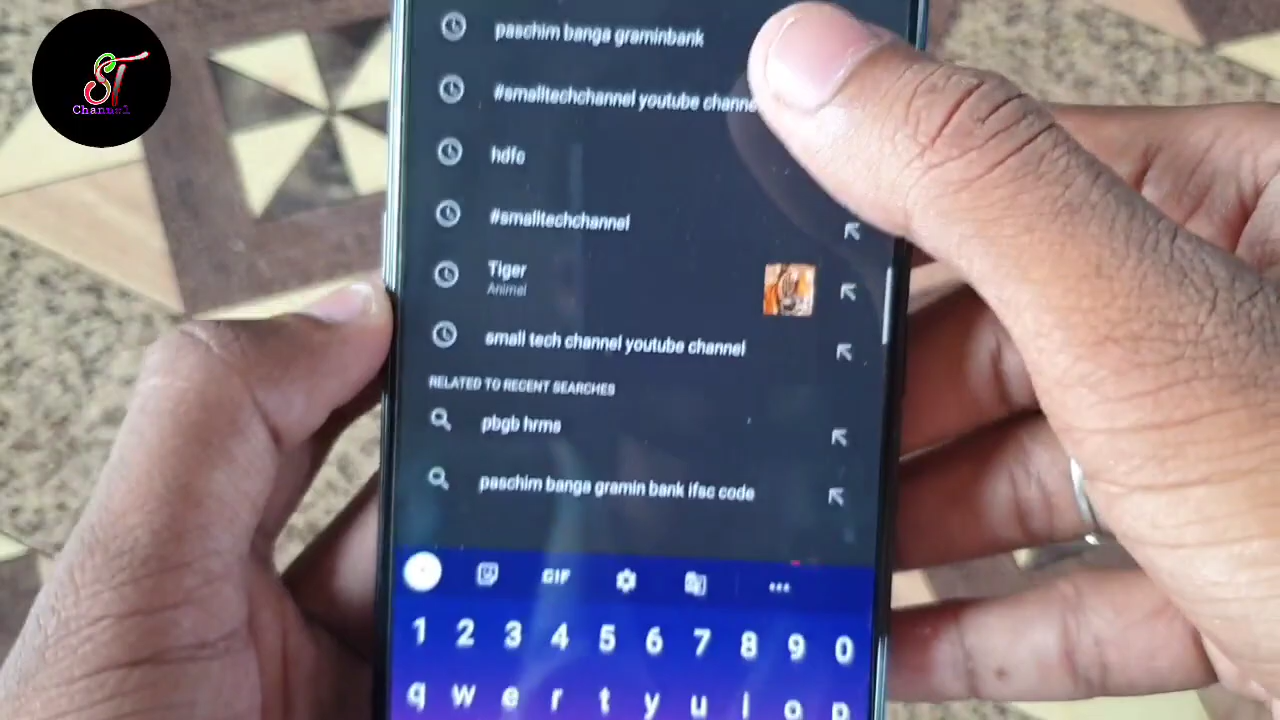 ST
Channel
paschim banga graminbank
#smalltechchannel youtube channe
hdfc
#smalltechchannel
Tiger
Animal
small tech channel youtube channel
RELATED TO RECENT SEARCHES
pbgb hrms
paschim banga gramin bank ifsc code
GIF
1 2 3 4 5 6 7 8 9 0
q w e r t y u i o p